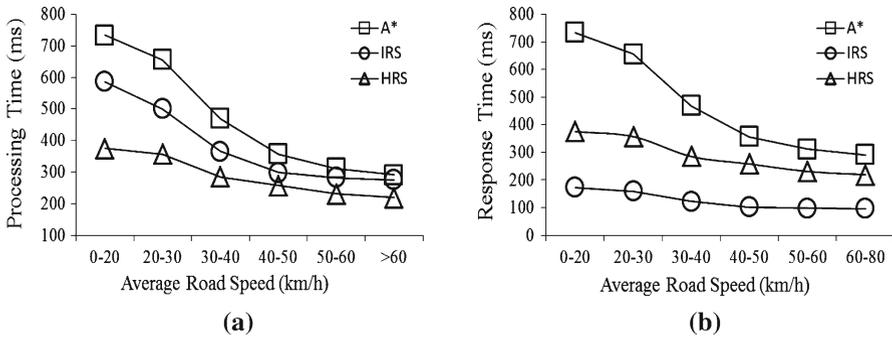 800
700
600
500
400
300
200
100
Processing Time (ms)
A*
IRS
HRS
0-20 20-30 30-40 40-50 50-60 >60
Average Road Speed (km/h)
(a)
800
700
600
500
400
300
200
100
0
Response Time (ms)
A*
IRS
HRS
0-20 20-30 30-40 40-50 50-60 60-80
Average Road Speed (km/h)
(b)